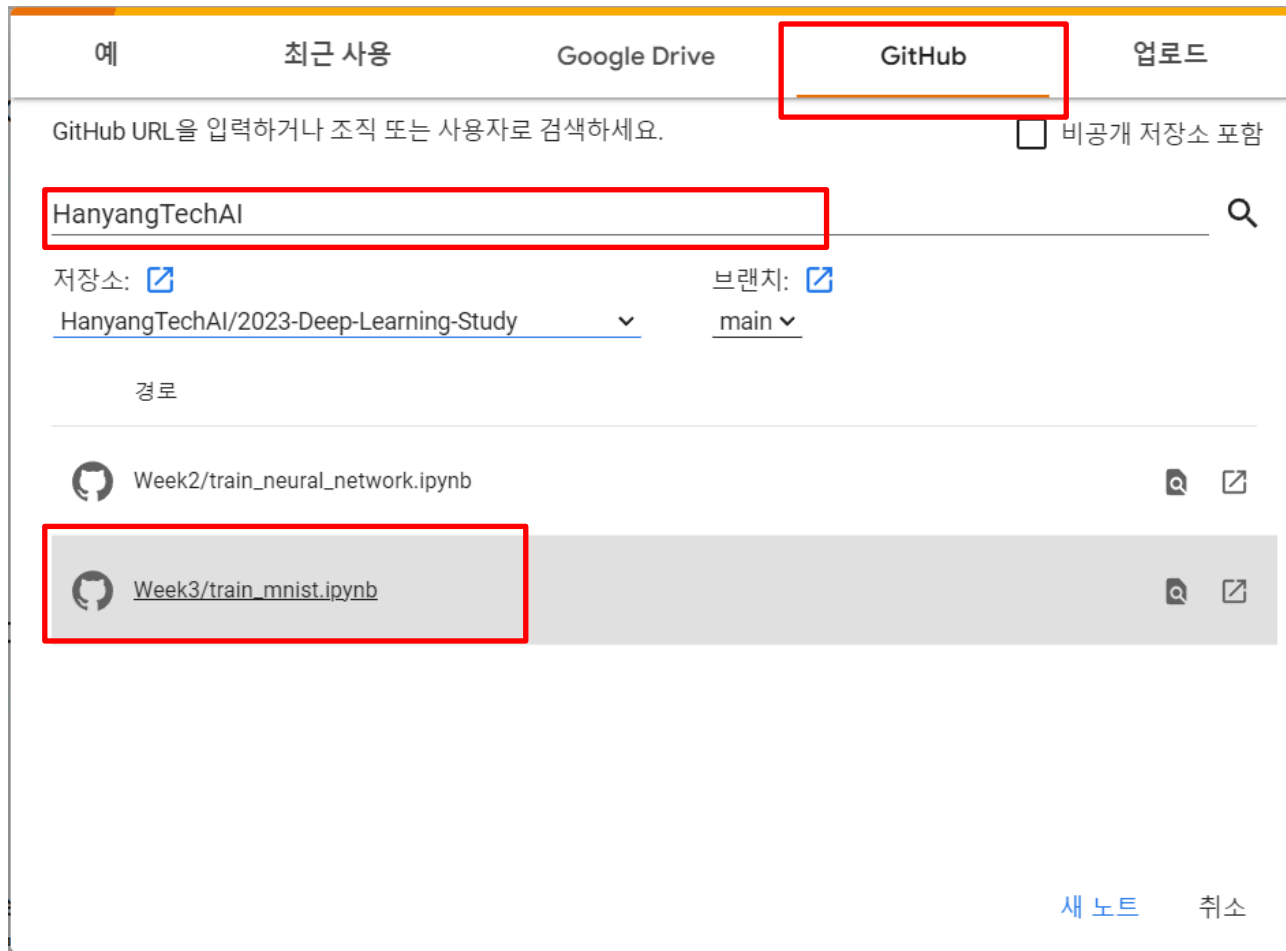 예 최근 사용 Google Drive GitHub 업로드
GitHub URL을 입력하거나 조직 또는 사용자로 검색하세요. 비공개 저장소 포함
HanyangTechAI
저장소: 브랜치:
HanyangTechAI/2023-Deep-Learning-Study main
경로
Week2/train_neural_network.ipynb
Week3/train_mnist.ipynb
새 노트 취소